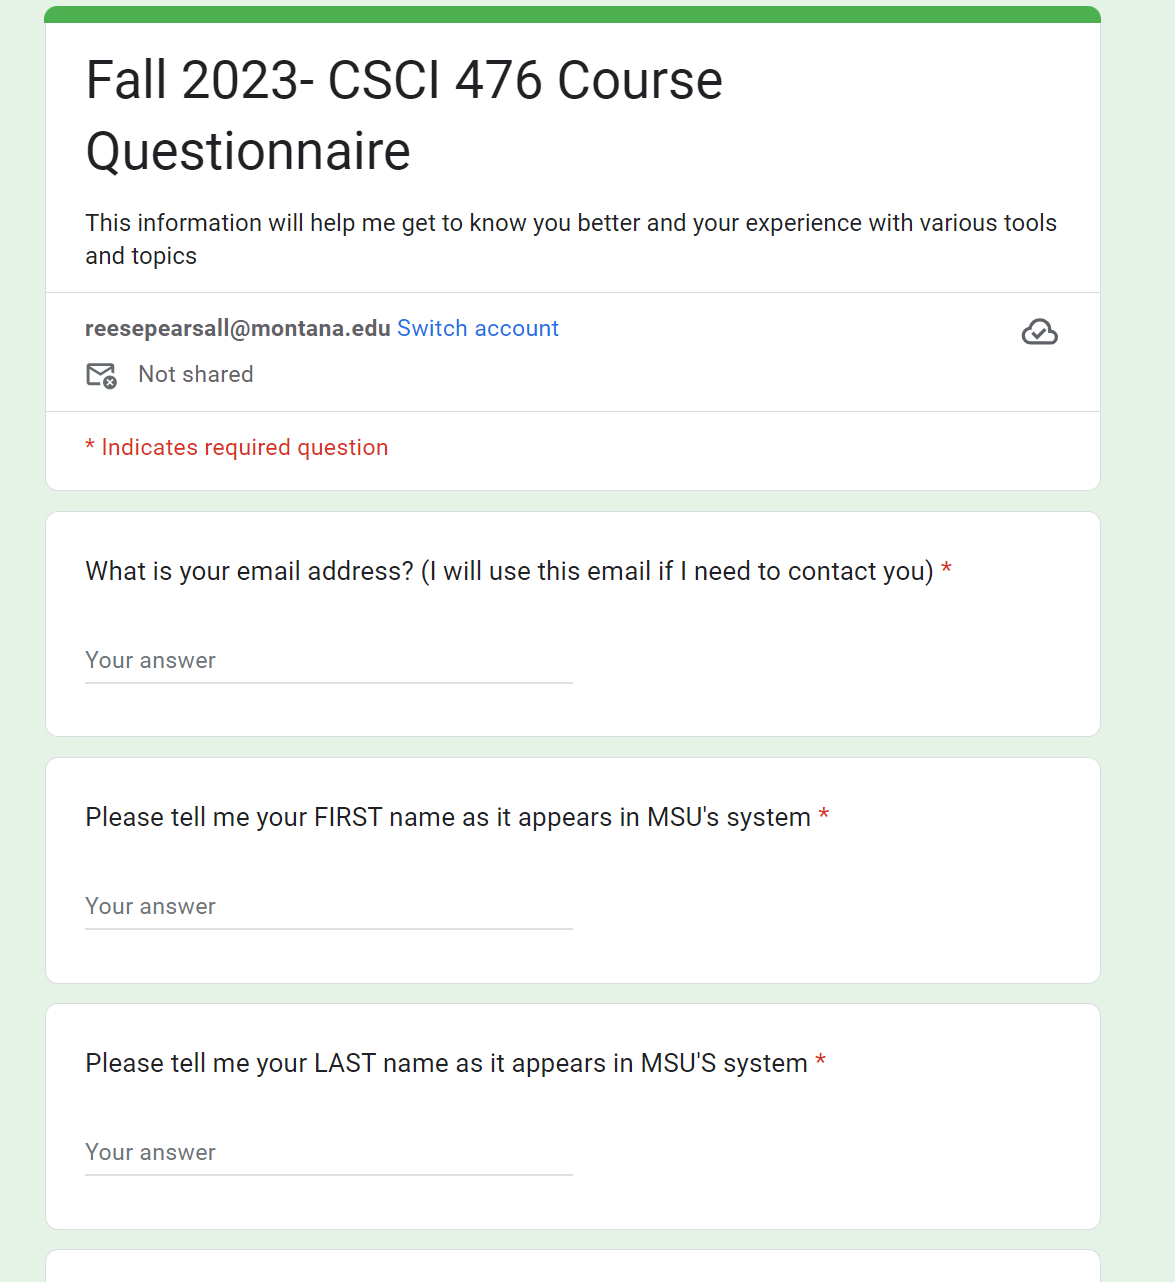 Fall 2023- CSCI 476 Course
Questionnaire
This information will help me get to know you better and your experience with various tools
and topics
reesepearsall@montana.edu Switch account
Not shared
* Indicates required question
What is your email address? (I will use this email if I need to contact you) *
Your answer
Please tell me your FIRST name as it appears in MSU's system *
Your answer
Please tell me your LAST name as it appears in MSU'S system *
Your answer